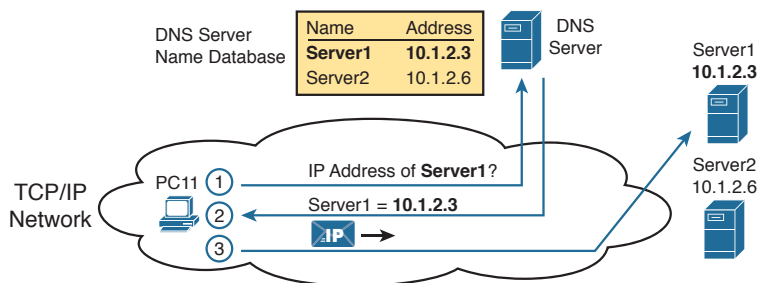 DNS Server
Name Database
Name Address
Server1 10.1.2.3
Server2 10.1.2.6
DNS
Server
Server1
10.1.2.3
Server2
10.1.2.6
TCP/IP
Network
PC11
1
IP Address of Server1?
2
Server1 = 10.1.2.3
3
IP